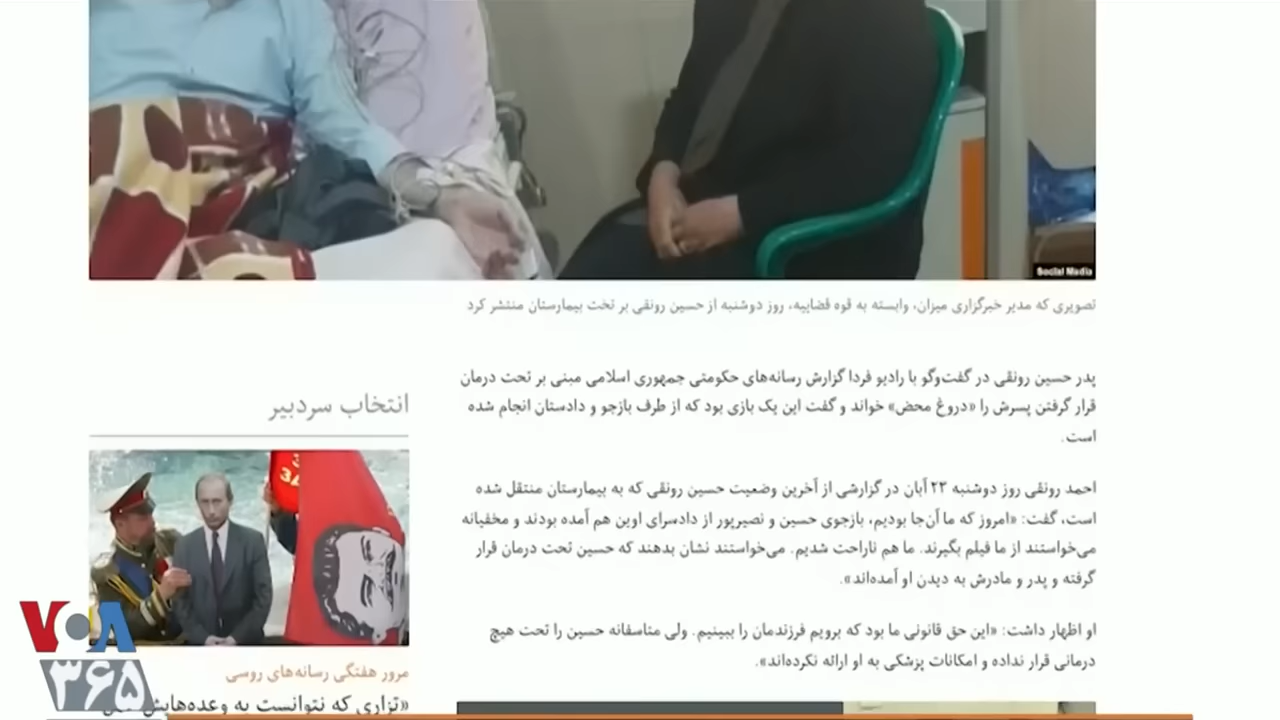 Social Media
تصویری که مدیر خبرگزاری میزان، وابسته به قوه قضاییه، روز دوشنبه از حسین رونقی بر تخت بیمارستان منتشر کرد
پدر حسین رونقی در گفت‌وگو با رادیو فردا گزارش رسانه‌های حکومتی جمهوری اسلامی مبنی بر تحت درمان
قرار گرفتن پسرش را «دروغ محض» خواند و گفت این یک بازی بود که از طرف بازجو و دادستان انجام شده
است.
احمد رونقی روز دوشنبه ۲۳ آبان در گزارشی از آخرین وضعیت حسین رونقی که به بیمارستان منتقل شده
است، گفت: «امروز که ما آن‌جا بودیم، بازجوی حسین و نصیرپور از دادسرای اوین هم آمده بودند و مخفیانه
می‌خواستند از ما فیلم بگیرند. ما هم ناراحت شدیم. می‌خواستند نشان بدهند که حسین تحت درمان قرار
گرفته و پدر و مادرش به دیدن او آمده‌اند».
او اظهار داشت: «این حق قانونی ما بود که برویم فرزندمان را ببینیم. ولی متاسفانه حسین را تحت هیچ
درمانی قرار نداده و امکانات پزشکی به او ارائه نکرده‌اند».
انتخاب سردبیر
مرور هفتگی رسانه‌های روسی
«تزاری که نتوانست به وعده‌هایش
VOA
۳۶۵